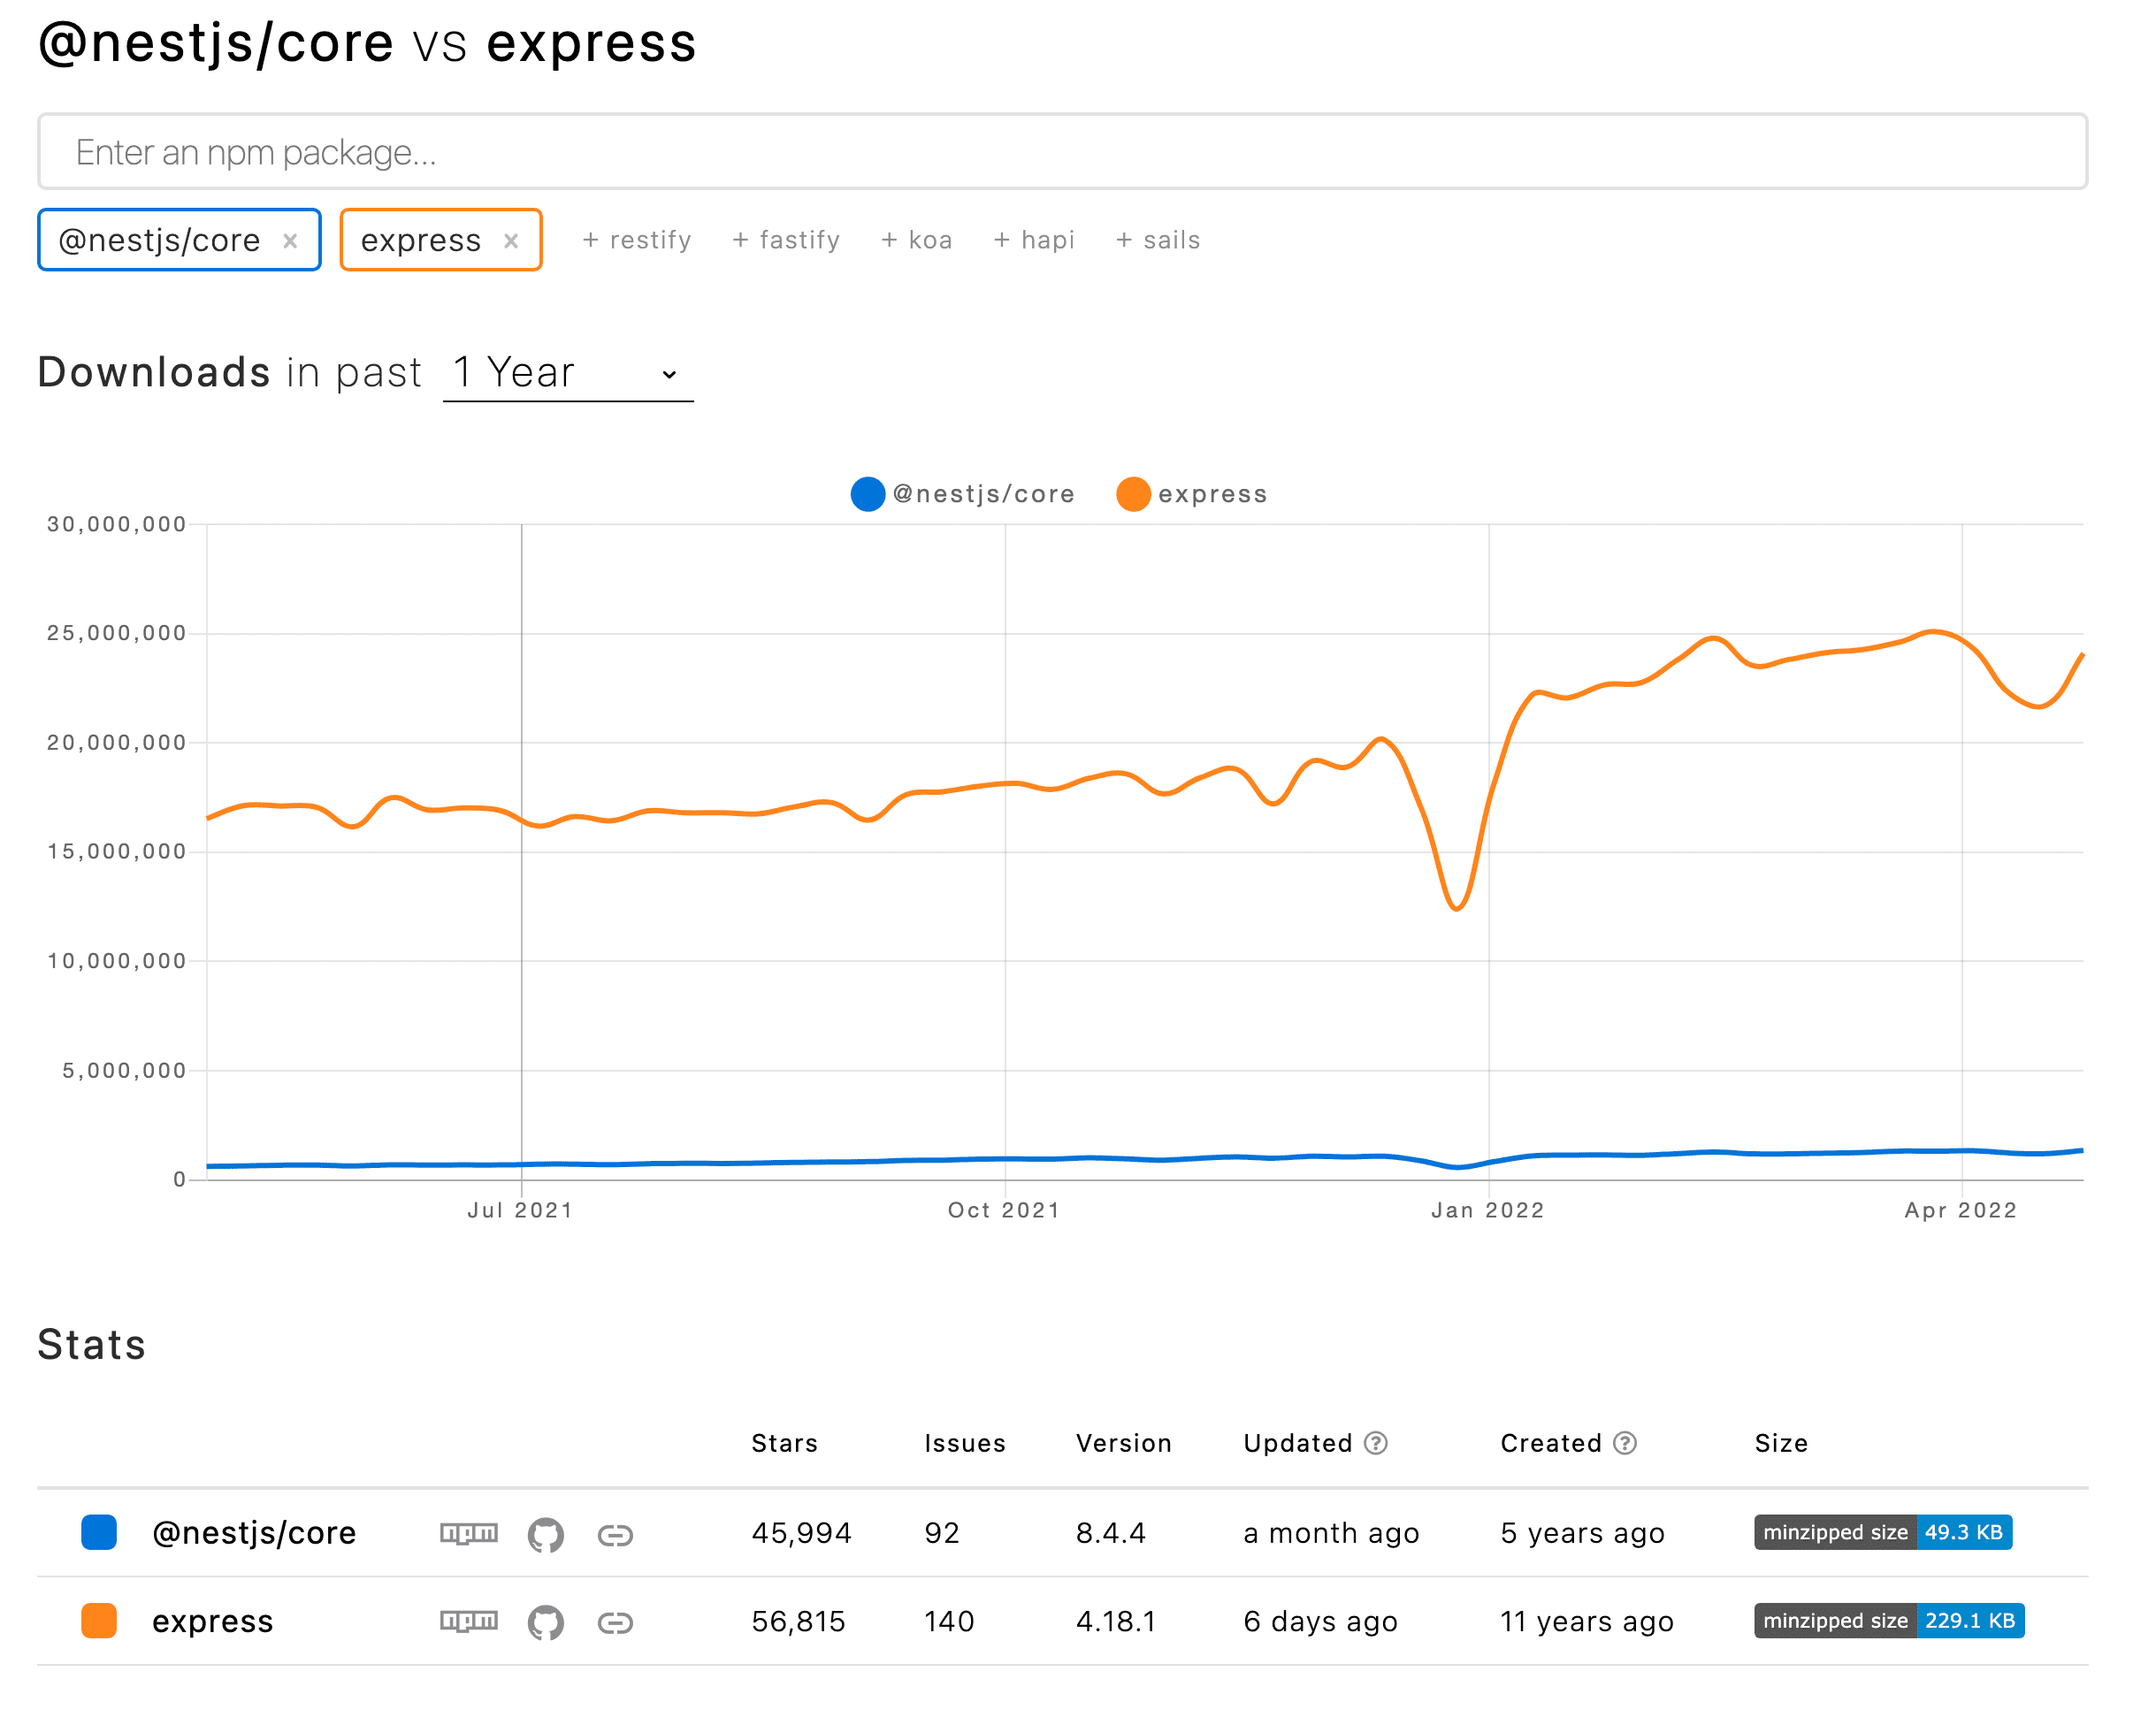 @nestjs/core vs express
Enter an npm package...
@nestjs/core × express × + restify + fastify + koa + hapi + sails
Downloads in past 1 Year
@nestjs/core express
30,000,000
25,000,000
20,000,000
15,000,000
10,000,000
5,000,000
0
Jul 2021 Oct 2021 Jan 2022 Apr 2022
Stats
Stars Issues Version Updated ? Created ? Size
@nestjs/core npm 45,994 92 8.4.4 a month ago 5 years ago minzipped size 49.3 KB
express npm 56,815 140 4.18.1 6 days ago 11 years ago minzipped size 229.1 KB